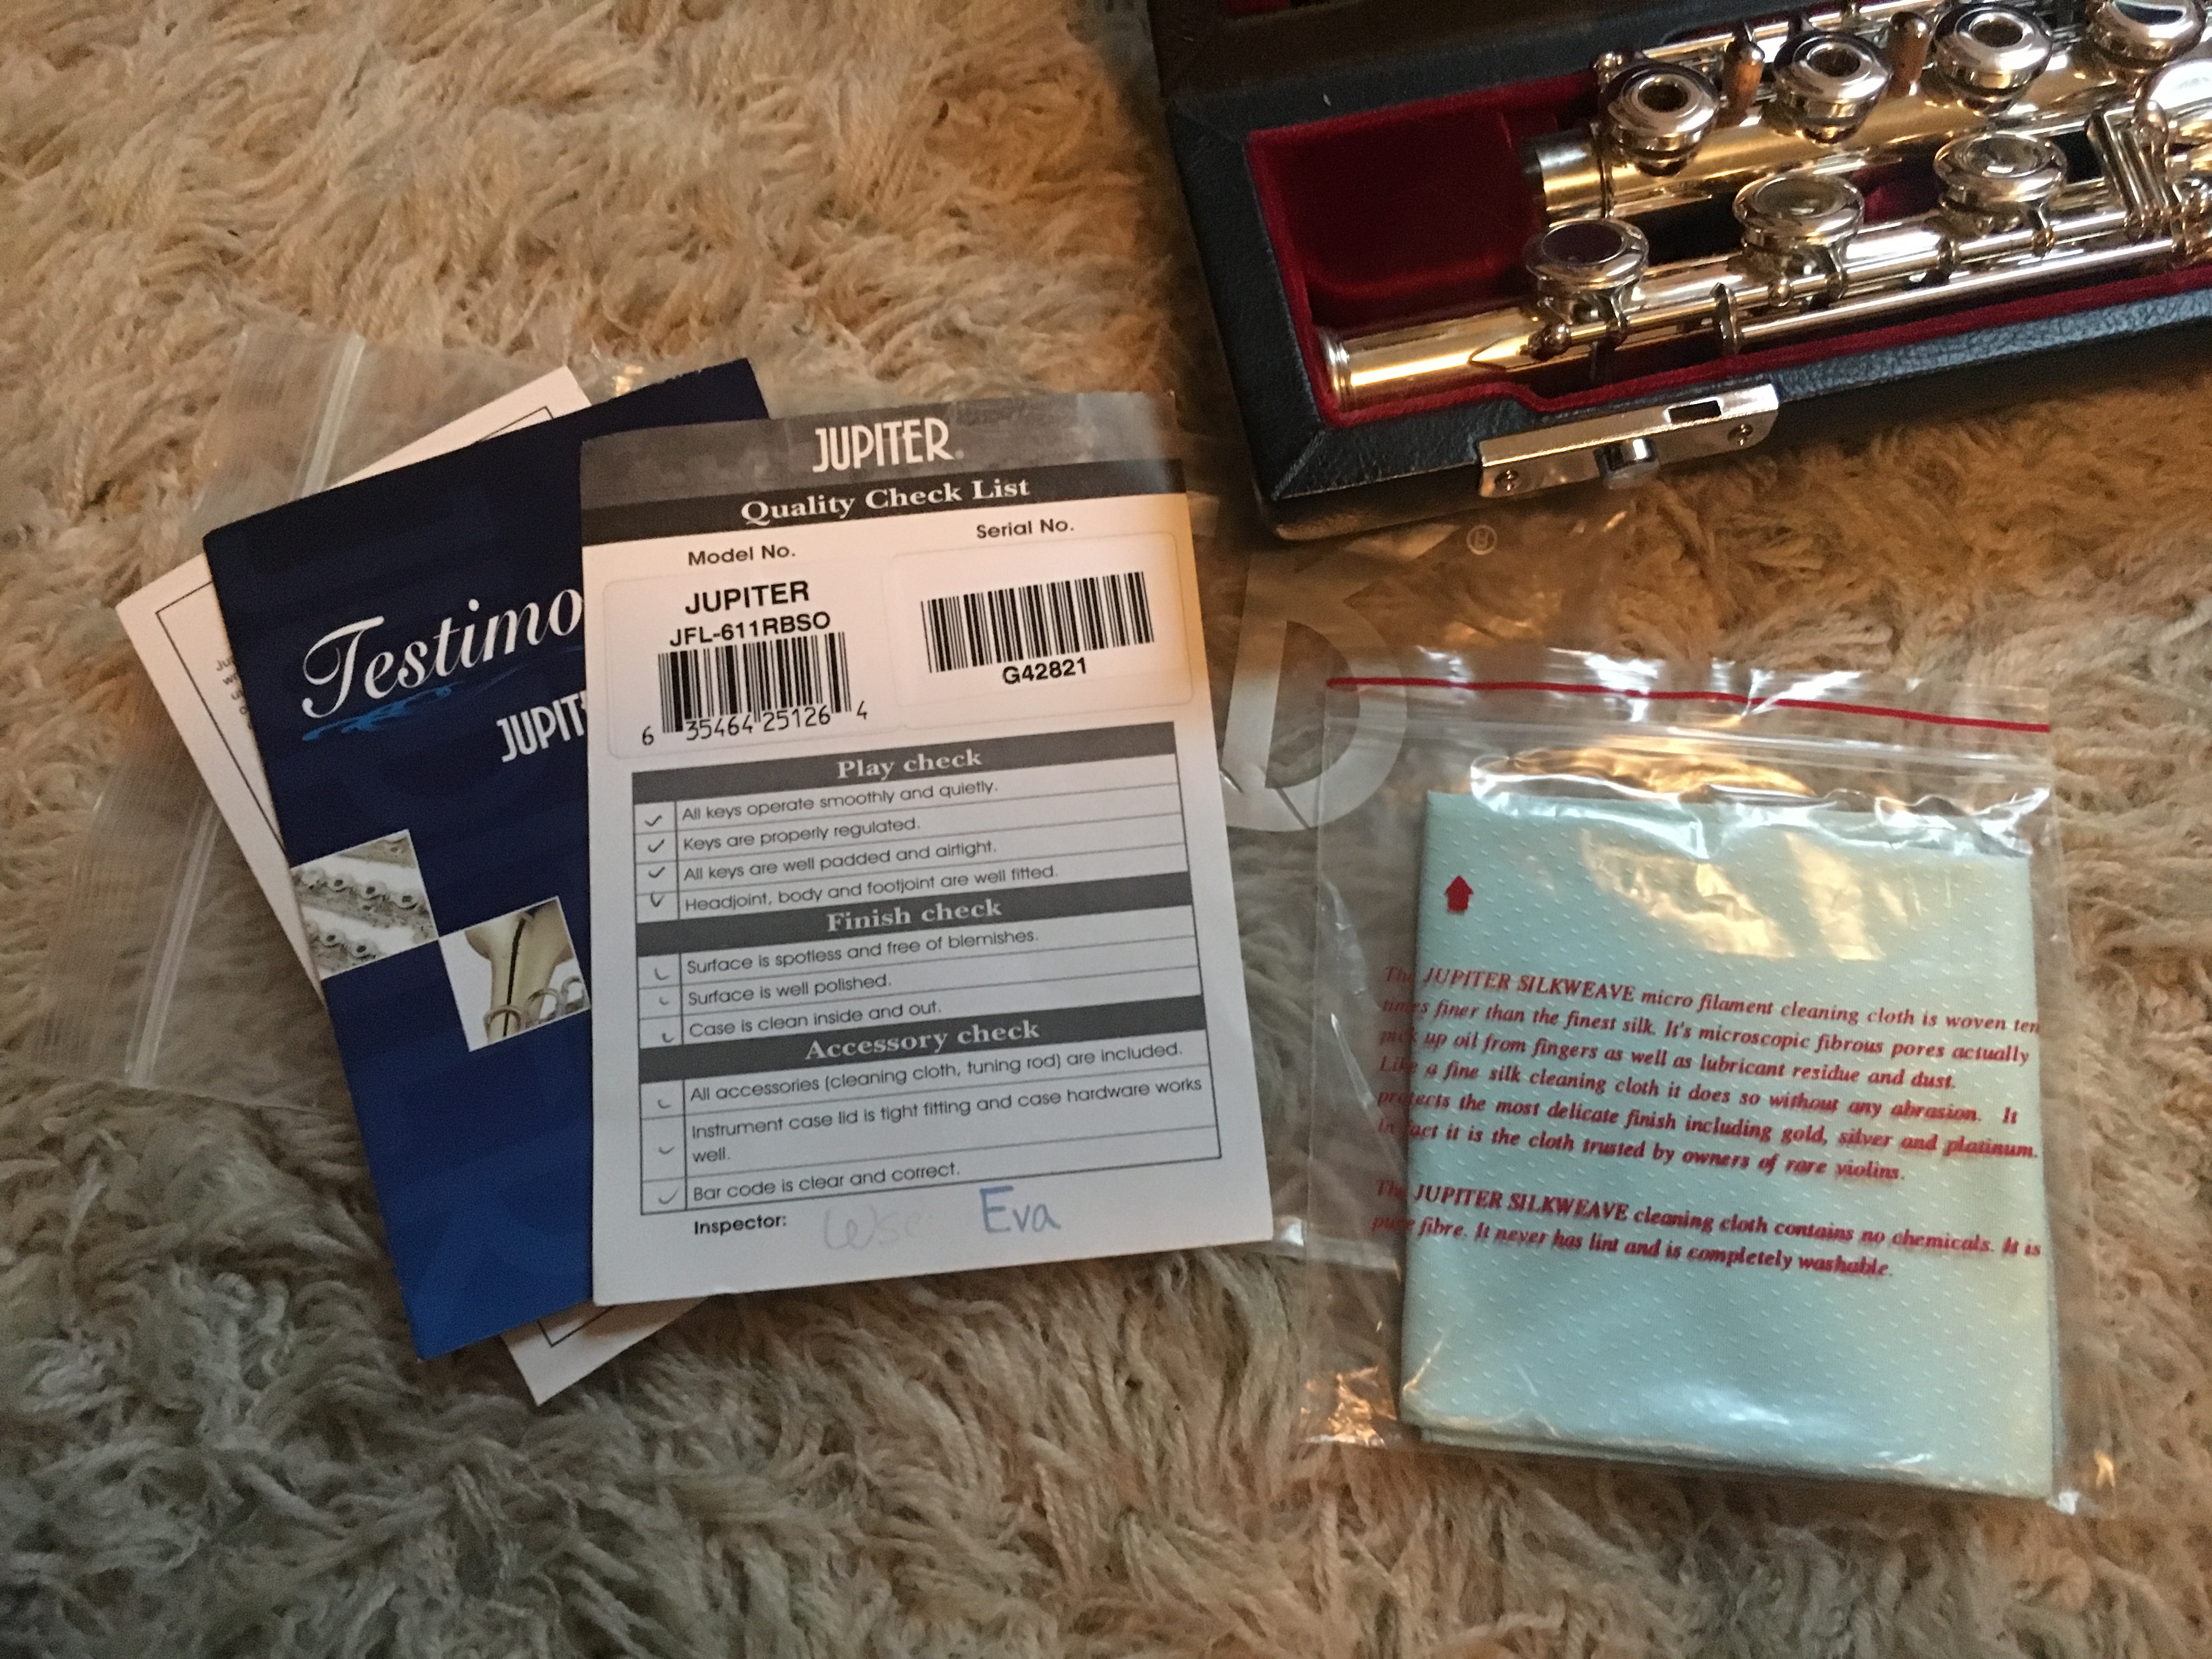 Testimo
JUPIT
JUPITER
Quality Check List
Model No.
Serial No.
JUPITER
JFL-611RBSO
6 35464 25126 4
G42821
Play check
All keys operate smoothly and quietly.
Keys are properly regulated.
All keys are well padded and airtight.
Headjoint, body and footjoint are well fitted.
Finish check
Surface is spotless and free of blemishes.
Surface is well polished.
Case is clean inside and out.
Accessory check
All accessories (cleaning cloth, tuning rod) are included.
Instrument case lid is tight fitting and case hardware works
well.
Bar code is clear and correct.
Inspector: Eva
D
The JUPITER SILKWEAVE micro filament cleaning cloth is woven ten
times finer than the finest silk. It's microscopic fibrous pores actually
pick up oil from fingers as well as lubricant residue and dust.
Like a fine silk cleaning cloth it does so without any abrasion. It
protects the most delicate finish including gold, silver and platinum.
In fact it is the cloth trusted by owners of rare violins.
The JUPITER SILKWEAVE cleaning cloth contains no chemicals. It is
pure fibre. It never has lint and is completely washable.